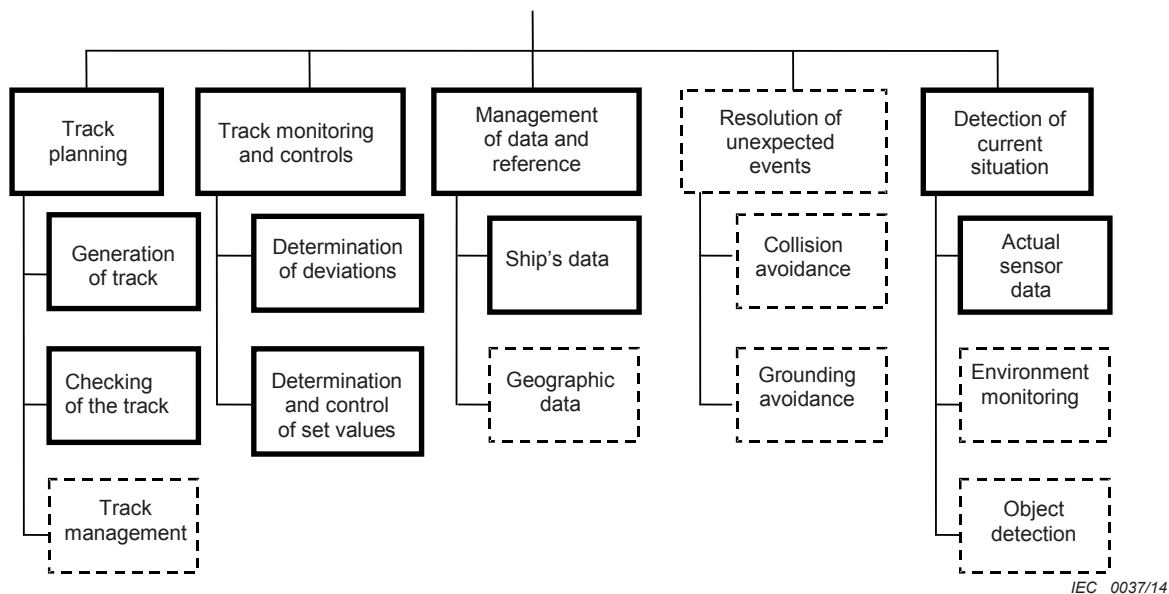 Track
planning
Track monitoring
and controls
Management
of data and
reference
Resolution of
unexpected
events
Detection of
current
situation
Generation
of track
Determination
of deviations
Ship's data
Collision
avoidance
Actual
sensor
data
Checking
of the track
Determination
and control
of set values
Geographic
data
Grounding
avoidance
Environment
monitoring
Track
management
Object
detection
IEC 0037/14